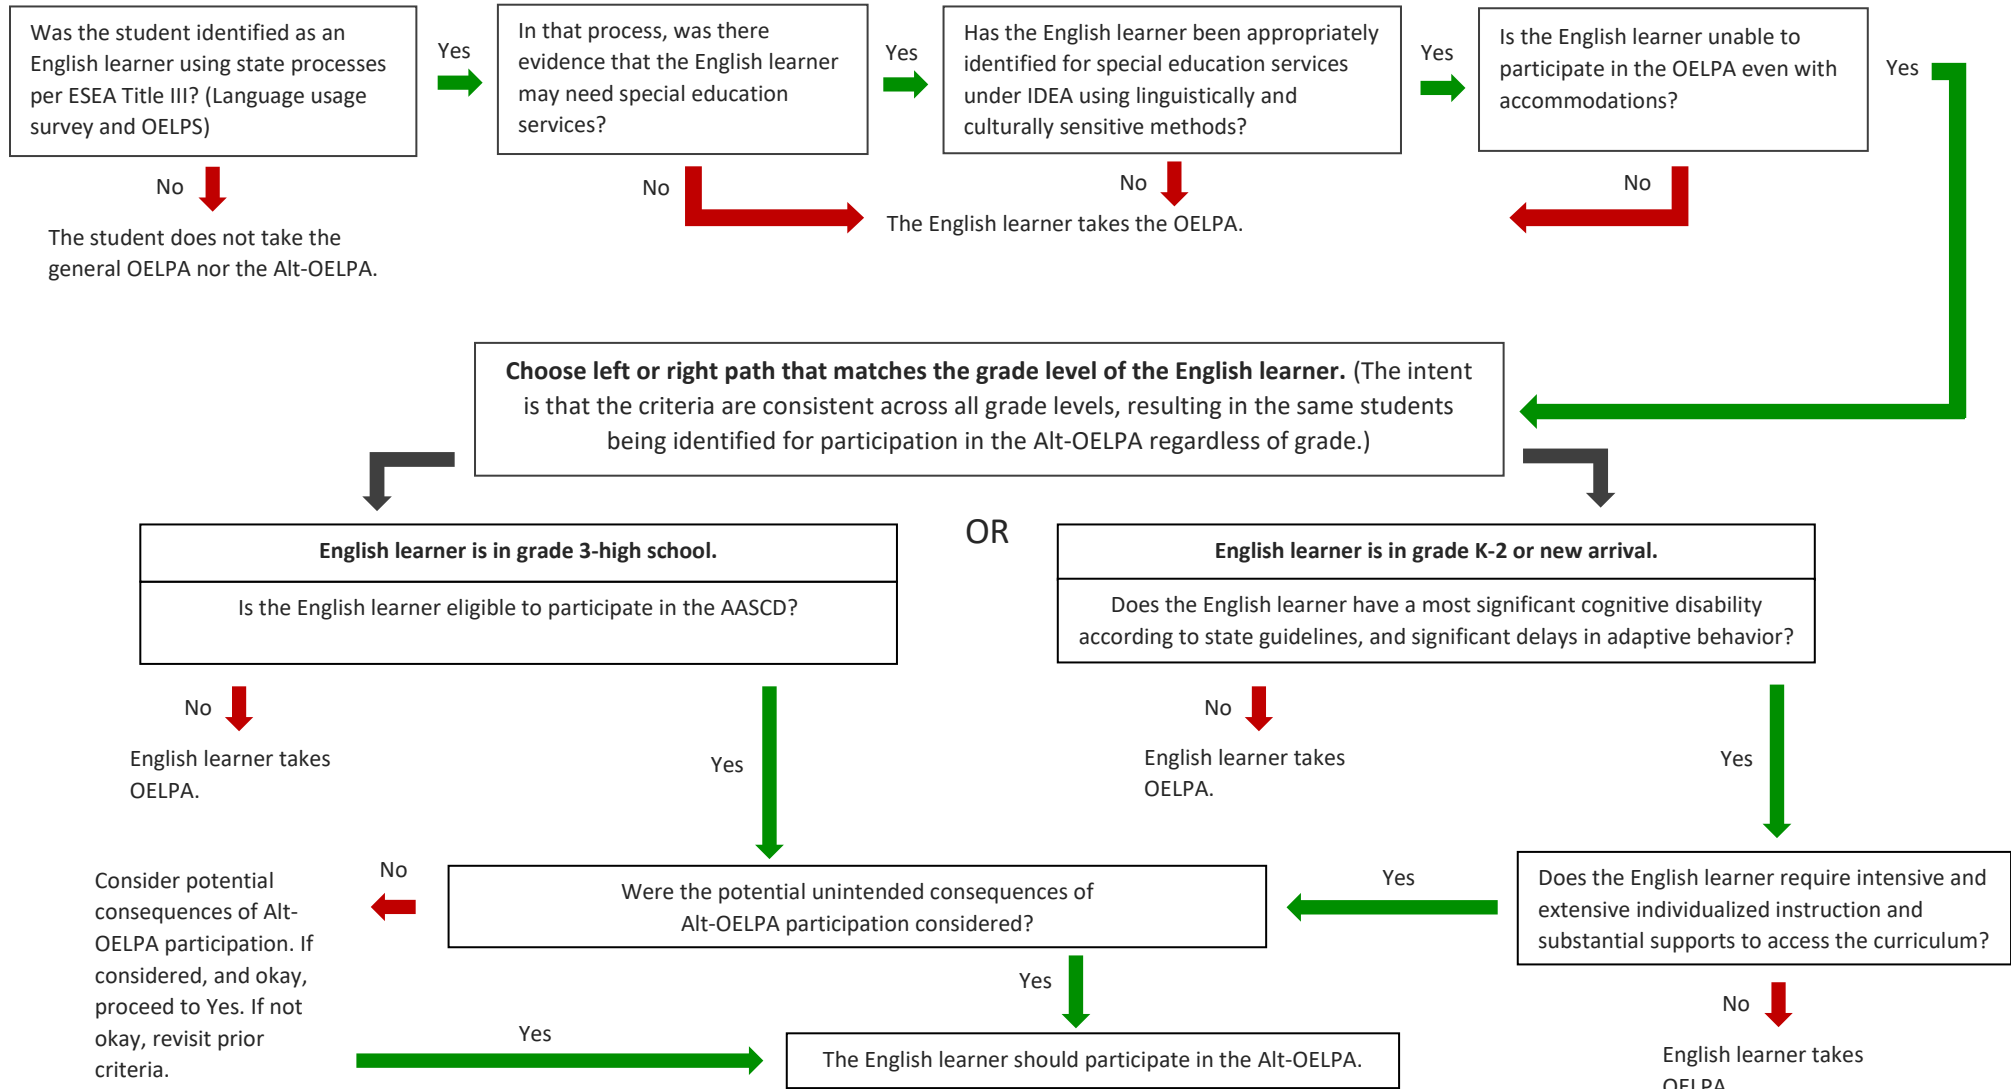 Was the student identified as an
English learner using state processes
per ESEA Title III? (Language usage
survey and OELPS)
Yes
In that process, was there
evidence that the English learner
may need special education
services?
Yes
Has the English learner been appropriately
identified for special education services
under IDEA using linguistically and
culturally sensitive methods?
Yes
Is the English learner unable to
participate in the OELPA even with
accommodations?
Yes
No
The student does not take the
general OELPA nor the Alt-OELPA.
No
No
No
The English learner takes the OELPA.
Choose left or right path that matches the grade level of the English learner. (The intent
is that the criteria are consistent across all grade levels, resulting in the same students
being identified for participation in the Alt-OELPA regardless of grade.)
OR
English learner is in grade 3-high school.
Is the English learner eligible to participate in the AASCD?
English learner is in grade K-2 or new arrival.
Does the English learner have a most significant cognitive disability
according to state guidelines, and significant delays in adaptive behavior?
No
English learner takes
OELPA.
Yes
No
English learner takes
OELPA.
Yes
Consider potential
consequences of Alt-
OELPA participation. If
considered, and okay,
proceed to Yes. If not
okay, revisit prior
criteria.
No
Were the potential unintended consequences of
Alt-OELPA participation considered?
Yes
Does the English learner require intensive and
extensive individualized instruction and
substantial supports to access the curriculum?
Yes
Yes
The English learner should participate in the Alt-OELPA.
No
English learner takes
OELPA